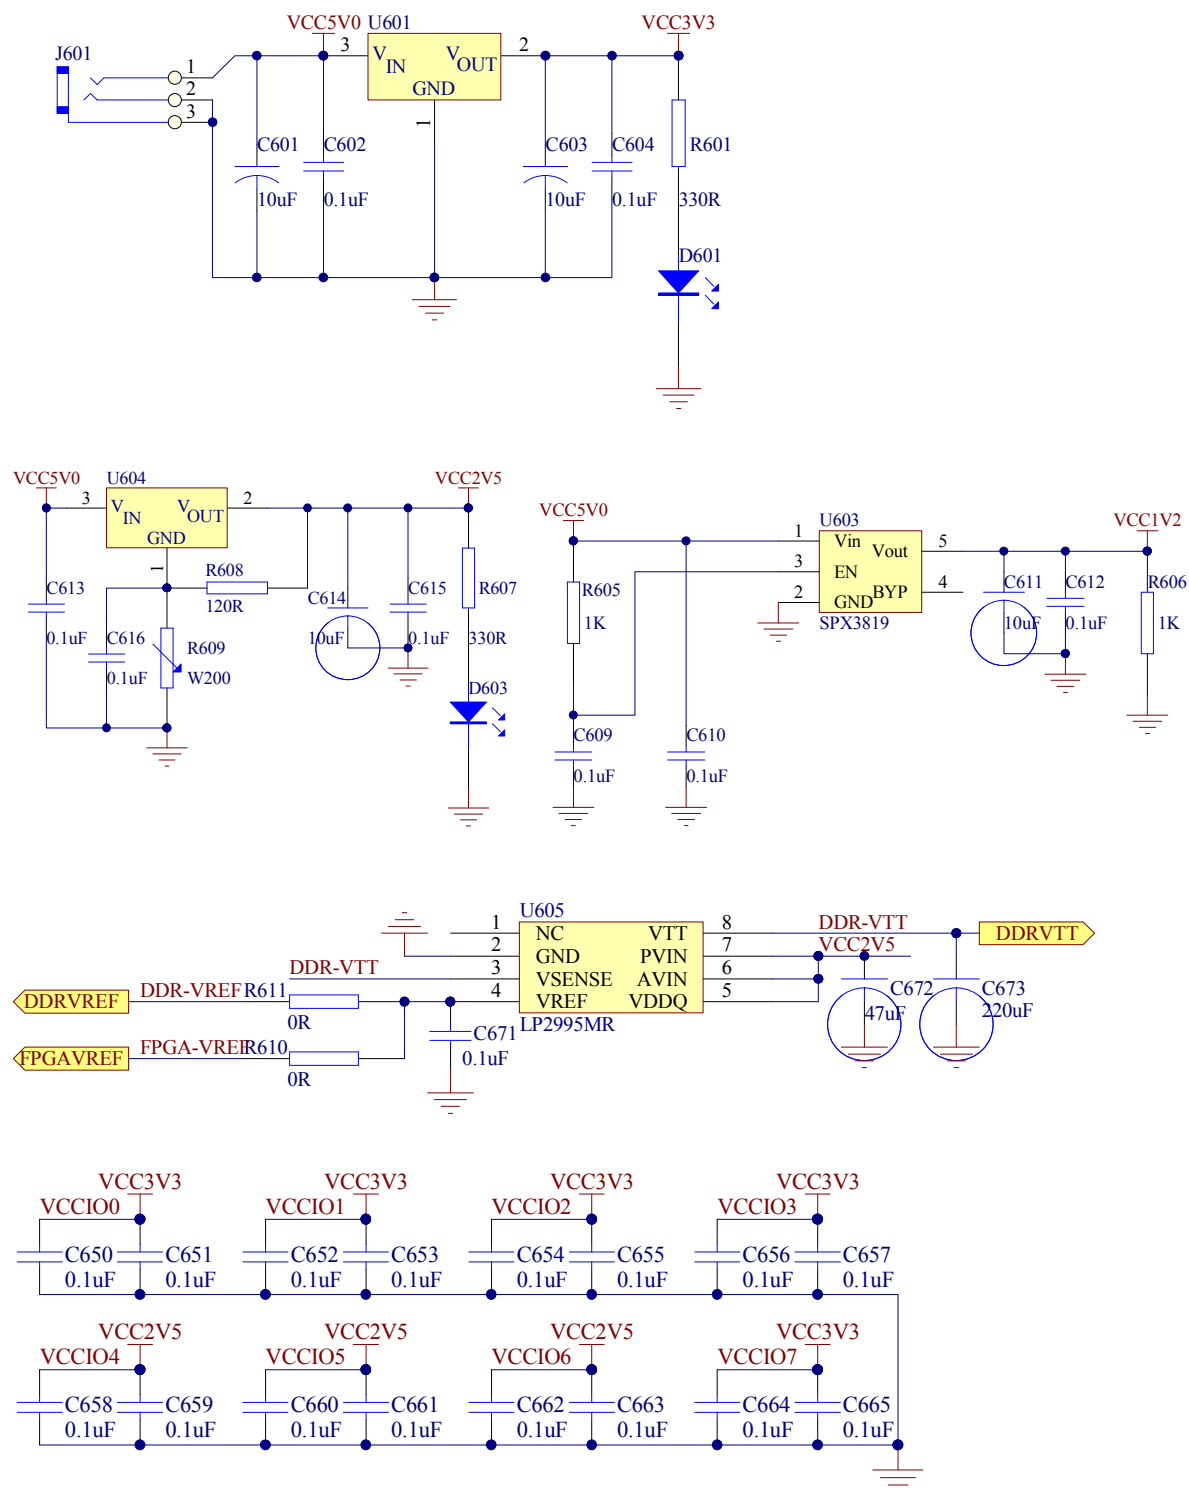 VCC5V0 U601 VCC3V3
J601
1
2
3
3 VIN VOUT 2
GND
1
C601 C602 C603 C604 R601
10uF 0.1uF 10uF 0.1uF 330R
D601
VCC5V0 U604 VCC2V5
3 VIN VOUT 2
GND
1
R608
120R
C613 C614 C615 R607
0.1uF C616 R609 10uF 0.1uF 330R
0.1uF W200
D603
VCC5V0 U603 VCC1V2
1 Vin Vout 5
3 EN
2 GND BYP 4
SPX3819
R605 C611 C612 R606
1K 10uF 0.1uF 1K
C609 C610
0.1uF 0.1uF
U605
1 NC VTT 8 DDR-VTT DDRVTT
2 GND PVIN 7 VCC2V5
DDR-VTT 3 VSENSE AVIN 6
DDRVREF DDR-VREF R611 4 VREF VDDQ 5
0R LP2995MR
C672 C673
47uF 220uF
C671
0.1uF
FPGAVREF FPGA-VREF R610
0R
VCC3V3 VCC3V3 VCC3V3 VCC3V3
VCCIO0 VCCIO1 VCCIO2 VCCIO3
C650 C651 C652 C653 C654 C655 C656 C657
0.1uF 0.1uF 0.1uF 0.1uF 0.1uF 0.1uF 0.1uF 0.1uF
VCC2V5 VCC2V5 VCC2V5 VCC3V3
VCCIO4 VCCIO5 VCCIO6 VCCIO7
C658 C659 C660 C661 C662 C663 C664 C665
0.1uF 0.1uF 0.1uF 0.1uF 0.1uF 0.1uF 0.1uF 0.1uF